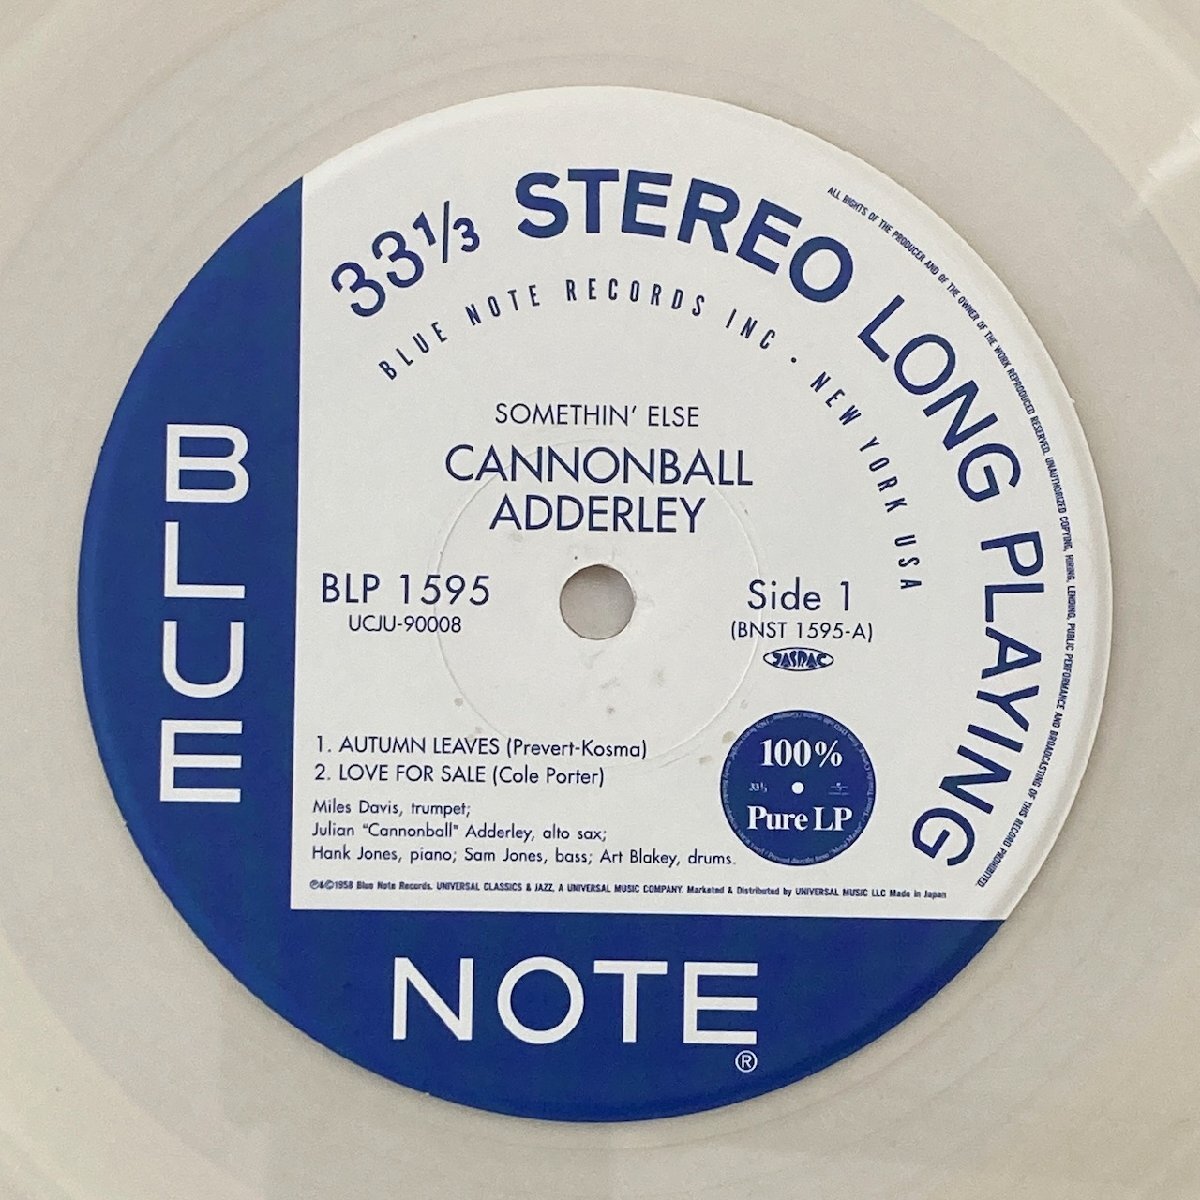 33 1/3 STEREO LONG PLAYING
BLUE NOTE RECORDS INC · NEW YORK USA
ALL RIGHTS OF THE PRODUCER AND OF THE OWNER OF THE WORK REPRODUCED RESERVED. UNAUTHORIZED COPYING, HIRING, LENDING, PUBLIC PERFORMANCE AND BROADCASTING OF THIS RECORD PROHIBITED.
SOMETHIN' ELSE
CANNONBALL
ADDERLEY
BLP 1595
UCJU-90008
Side 1
(BNST 1595-A)
JASRAC
1. AUTUMN LEAVES (Prevert-Kosma)
2. LOVE FOR SALE (Cole Porter)
Miles Davis, trumpet;
Julian "Cannonball" Adderley, alto sax;
Hank Jones, piano; Sam Jones, bass; Art Blakey, drums.
100%
33 1/3
Pure LP
℗&©1958 Blue Note Records. UNIVERSAL CLASSICS & JAZZ, A UNIVERSAL MUSIC COMPANY. Marketed & Distributed by UNIVERSAL MUSIC LLC Made in Japan
BLUE
NOTE
®